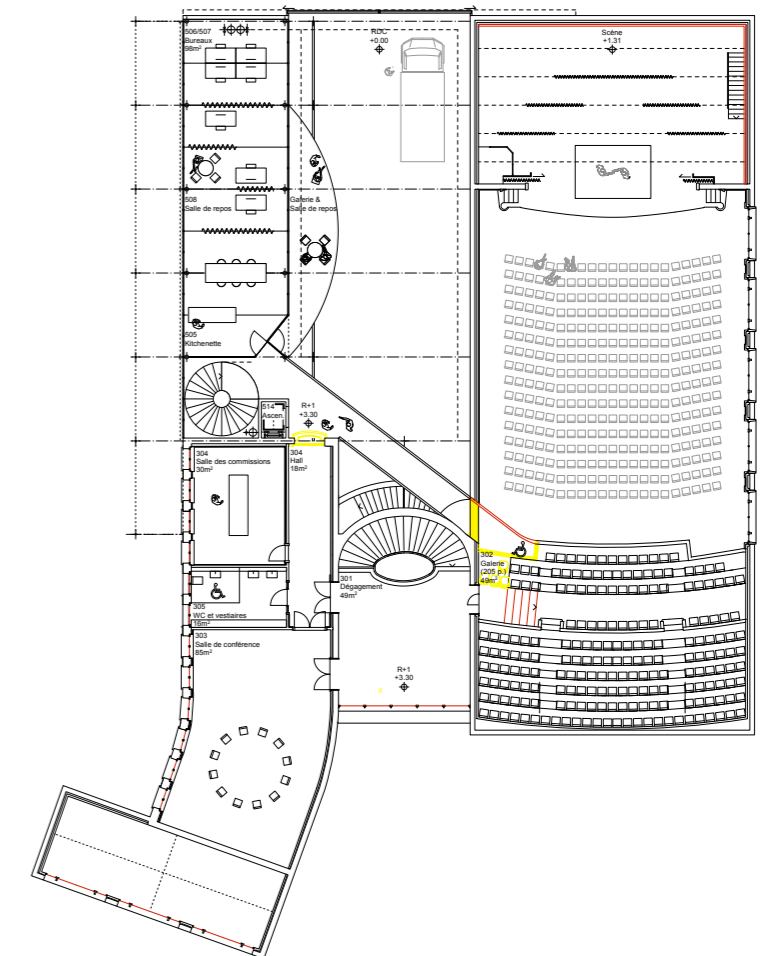 506/507
Bureaux
98m²
RDC
+0.00
Scène
+1.31
508
Salle de repos
Galerie &
Salle de repos
505
Kitchenette
514
Ascen.
R+1
+3.30
304
Salle des commissions
30m²
304
Hall
18m²
302
Galerie
(205 p.)
49m²
301
Dégagement
49m²
305
WC et vestiaires
16m²
303
Salle de conférence
85m²
R+1
+3.30